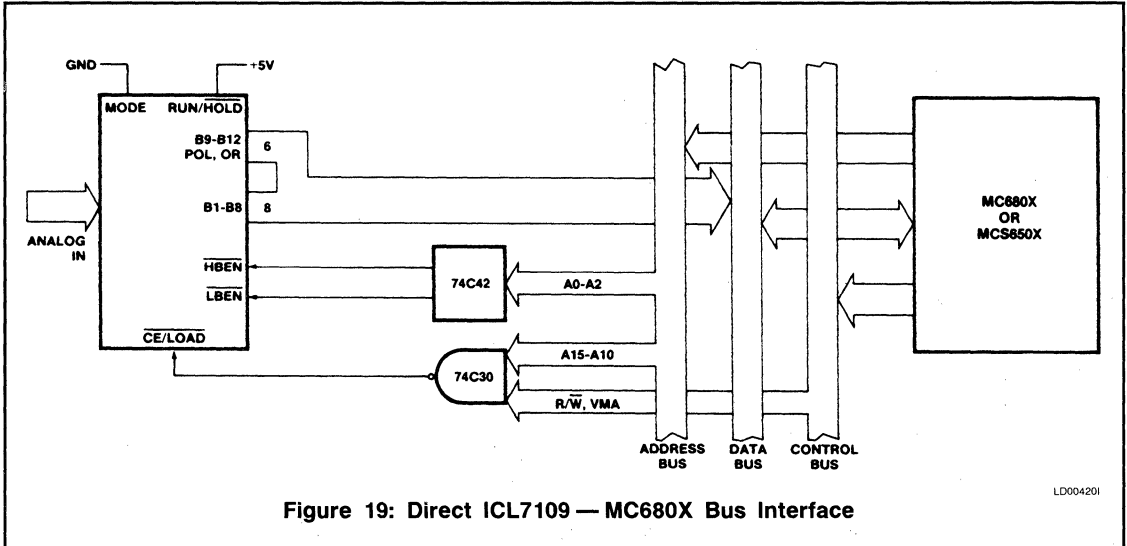 GND
+5V
MODE
RUN/HOLD
B9-B12
POL, OR
6
B1-B8
8
ANALOG
IN
HBEN
LBEN
CE/LOAD
74C42
A0-A2
74C30
A15-A10
R/W, VMA
MC680X
OR
MCS650X
ADDRESS
BUS
DATA
BUS
CONTROL
BUS
LD00420I
Figure 19: Direct ICL7109 — MC680X Bus Interface